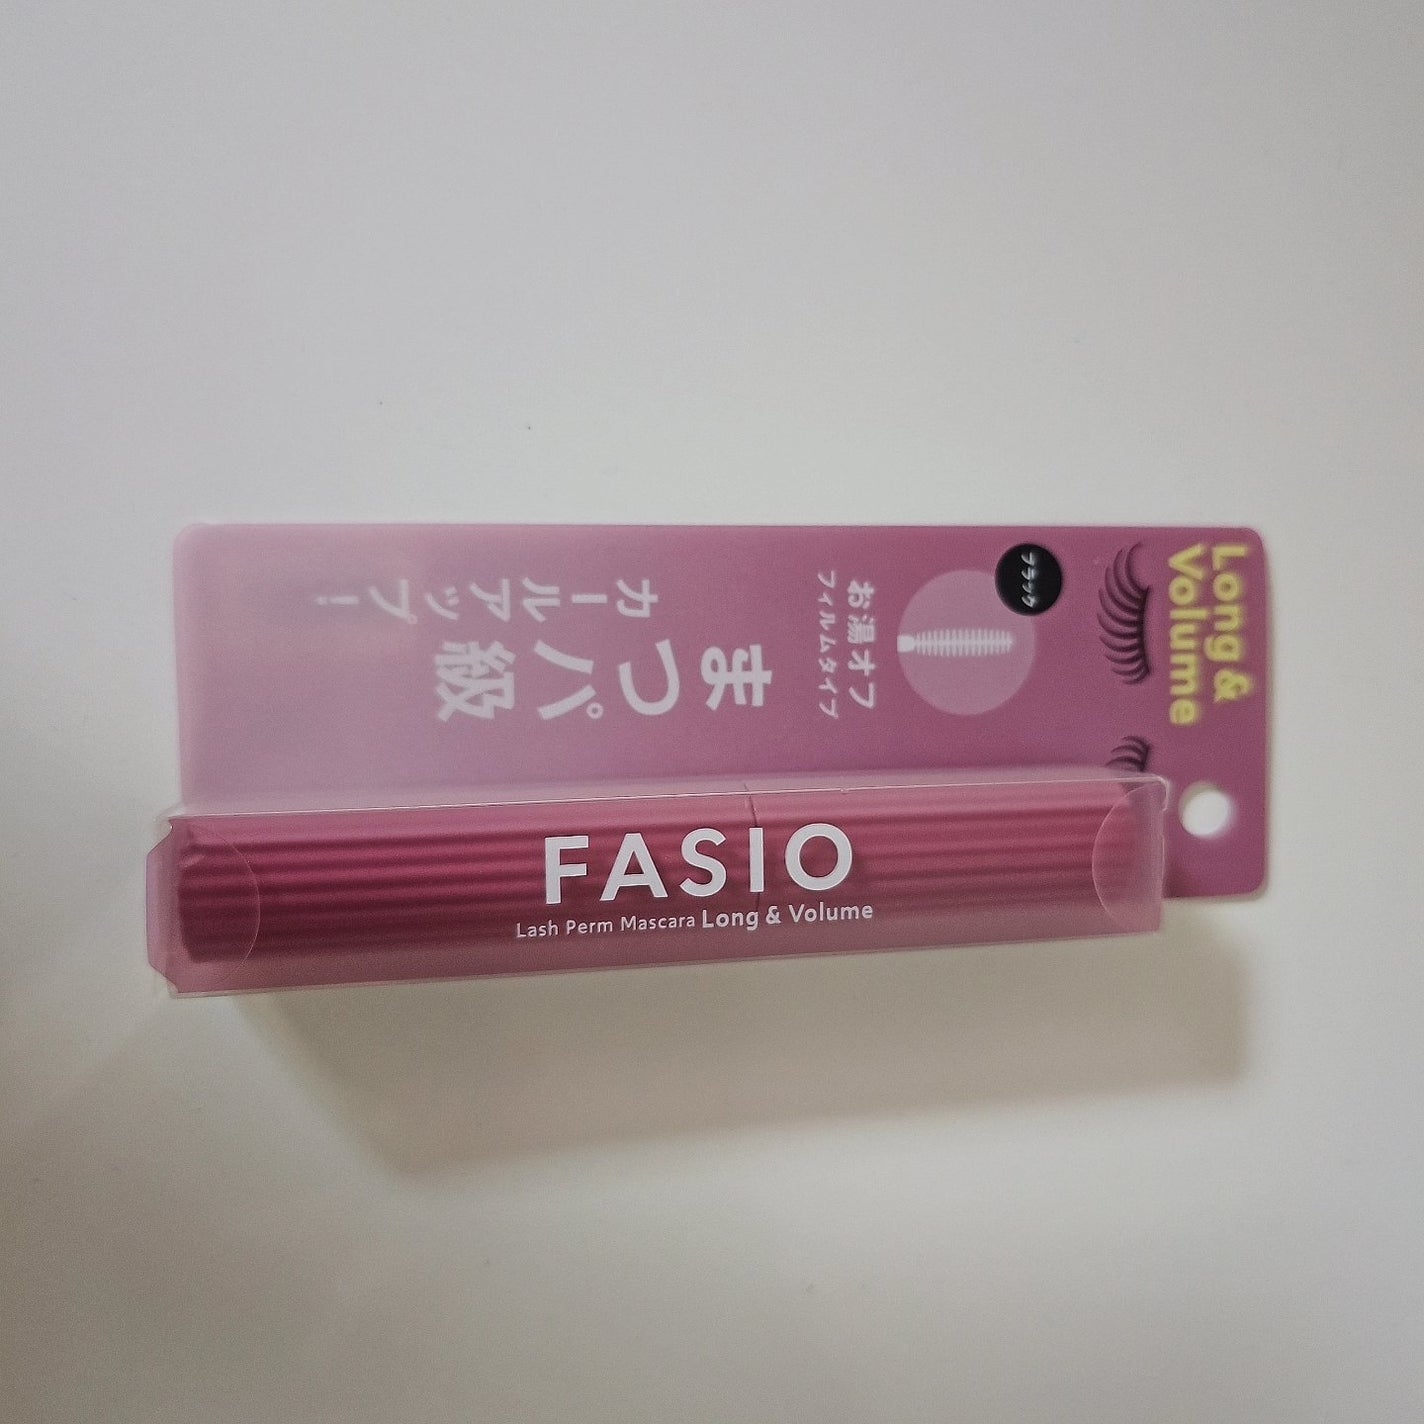 Long &
Volume
ブラック
お湯オフ
フィルムタイプ
まつパ級
カールアップ！
FASIO
Lash Perm Mascara Long & Volume